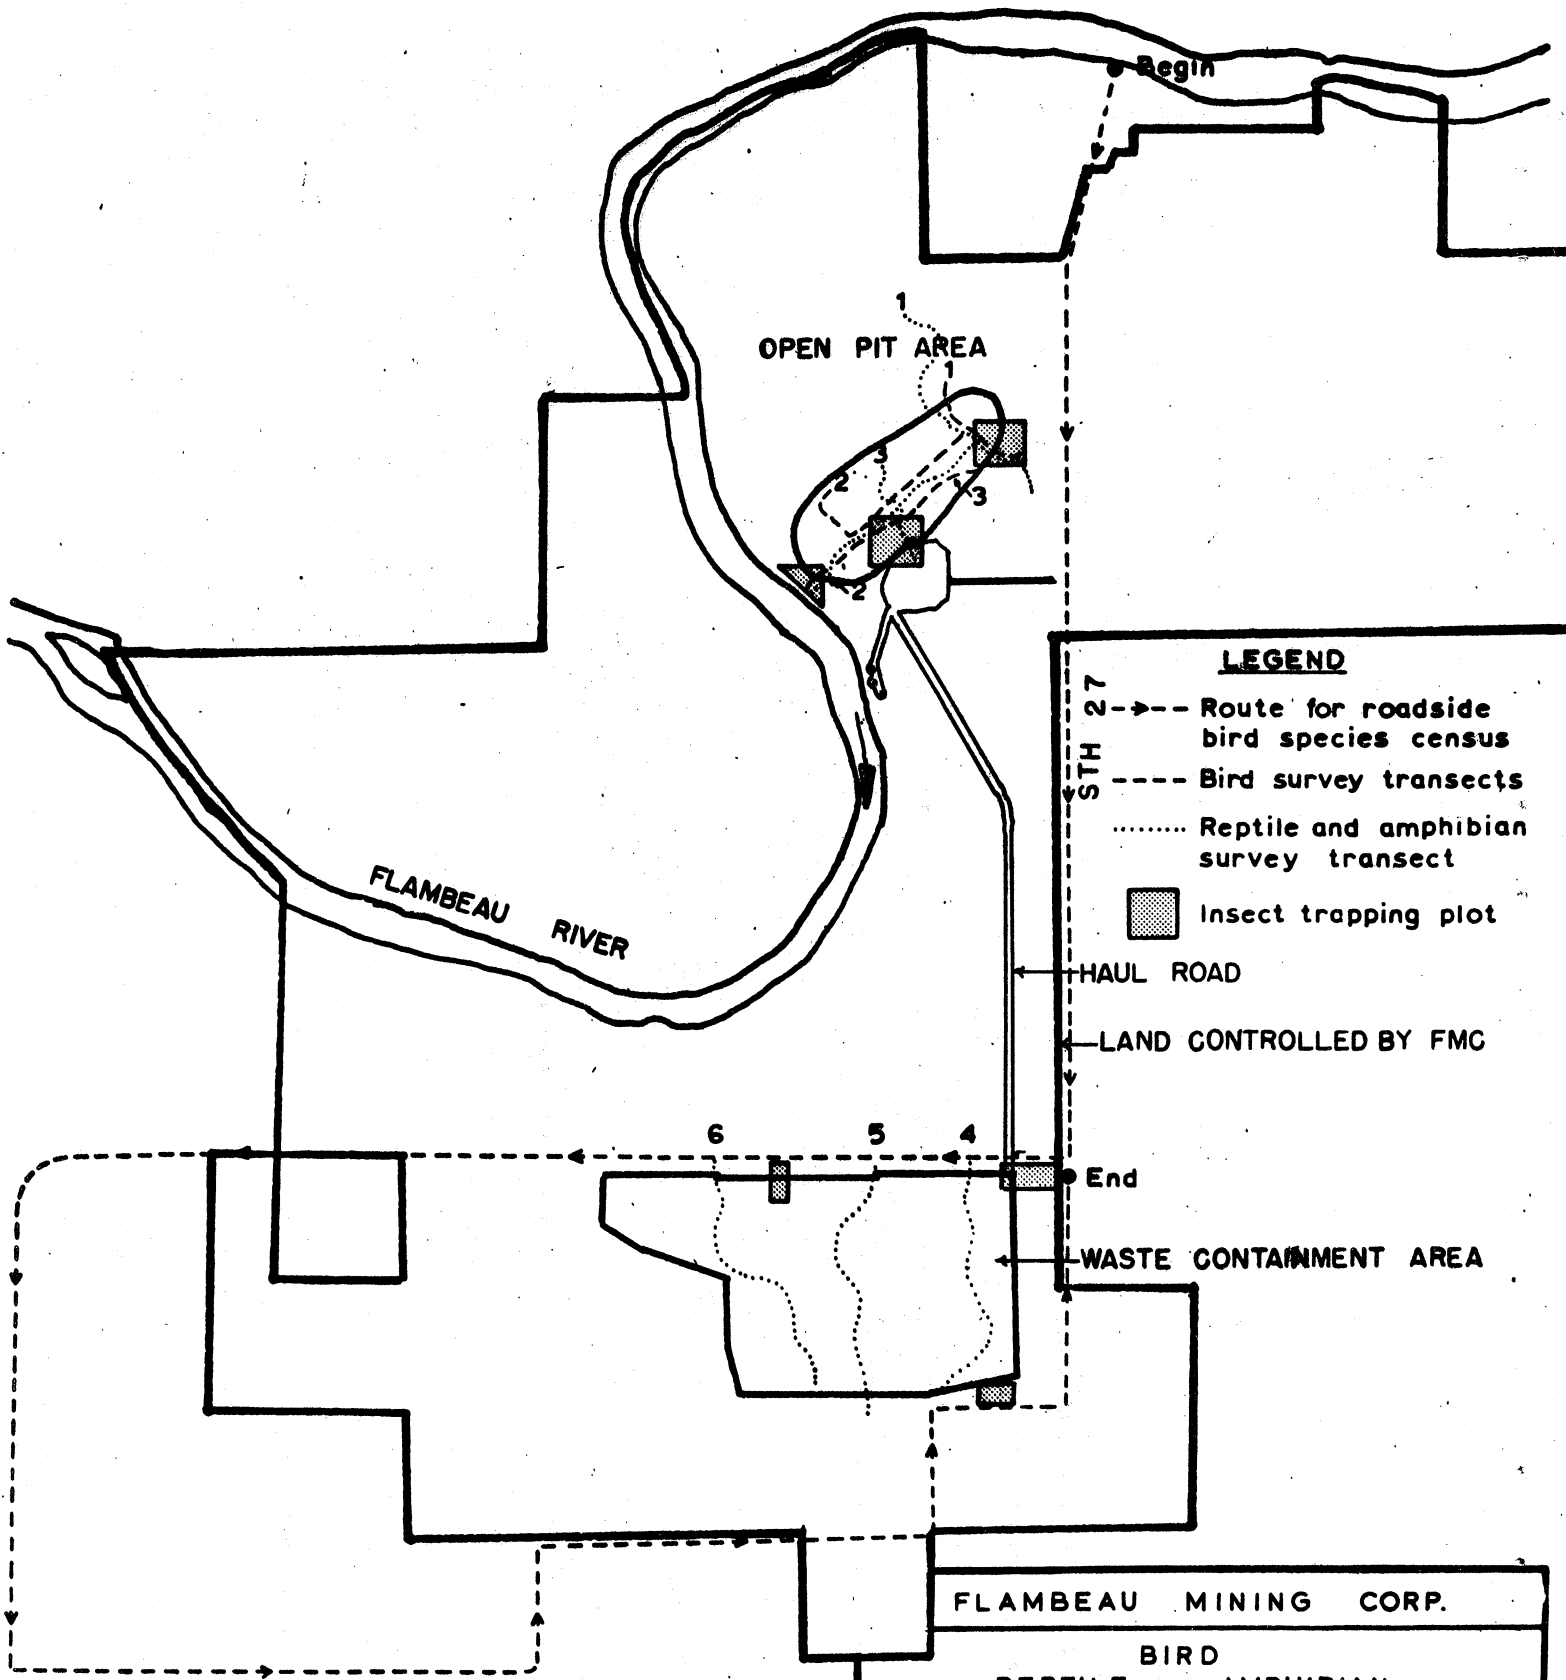 Begin
1
OPEN PIT AREA
1
3
2
3
2
LEGEND
STH 27
Route for roadside
bird species census
Bird survey transects
Reptile and amphibian
survey transect
Insect trapping plot
FLAMBEAU RIVER
HAUL ROAD
LAND CONTROLLED BY FMC
6 5 4
End
WASTE CONTAINMENT AREA
FLAMBEAU MINING CORP.
BIRD
REPTILE AMPHIBIAN